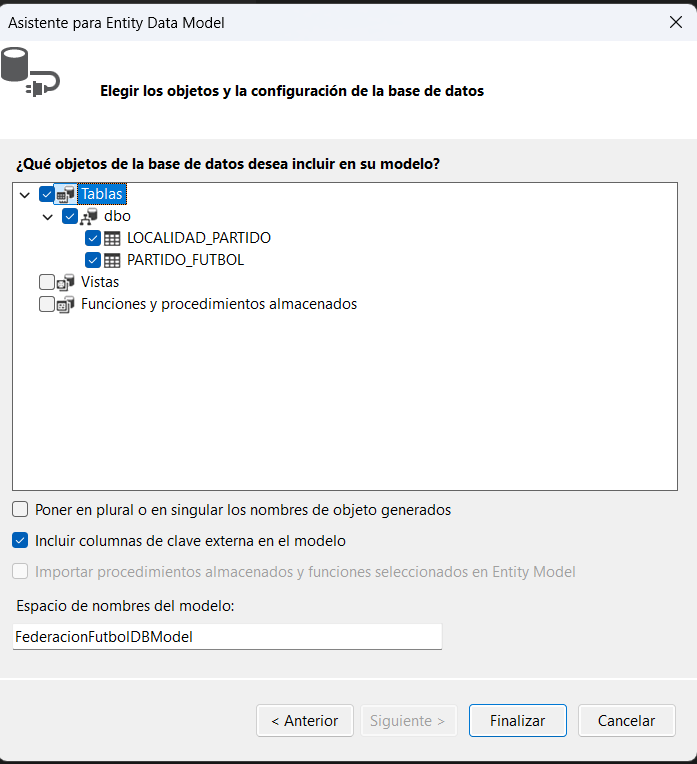 Asistente para Entity Data Model
Elegir los objetos y la configuración de la base de datos
¿Qué objetos de la base de datos desea incluir en su modelo?
Tablas
dbo
LOCALIDAD_PARTIDO
PARTIDO_FUTBOL
Vistas
Funciones y procedimientos almacenados
Poner en plural o en singular los nombres de objeto generados
Incluir columnas de clave externa en el modelo
Importar procedimientos almacenados y funciones seleccionados en Entity Model
Espacio de nombres del modelo:
FederacionFutbolDBModel
< Anterior Siguiente > Finalizar Cancelar